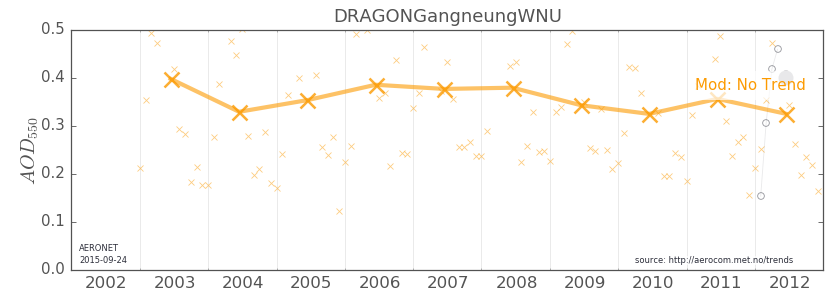 DRAGONGangneungWNU
0.5
0.4
0.3
0.2
0.1
0.0
AOD550
Mod: No Trend
AERONET
2015-09-24
source: http://aerocom.met.no/trends
2002 2003 2004 2005 2006 2007 2008 2009 2010 2011 2012